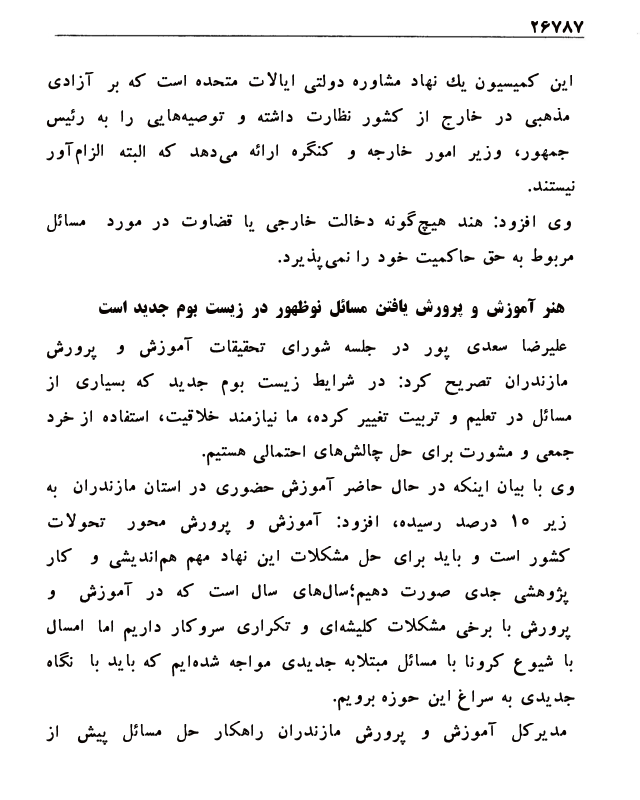 ۲۶۷۸۷
این کمیسیون یك نهاد مشاوره دولتی ایالات متحده است که بر آزادی
مذهبی در خارج از کشور نظارت داشته و توصیه‌هایی را به رئیس
جمهور، وزیر امور خارجه و کنگره ارائه می‌دهد که البته الزام‌آور
نیستند.
وی افزود: هند هیچ‌گونه دخالت خارجی یا قضاوت در مورد مسائل
مربوط به حق حاکمیت خود را نمی‌پذیرد.
هنر آموزش و پرورش یافتن مسائل نوظهور در زیست بوم جدید است
علیرضا سعدی پور در جلسه شورای تحقیقات آموزش و پرورش
مازندران تصریح کرد: در شرایط زیست بوم جدید که بسیاری از
مسائل در تعلیم و تربیت تغییر کرده، ما نیازمند خلاقیت، استفاده از خرد
جمعی و مشورت برای حل چالش‌های احتمالی هستیم.
وی با بیان اینکه در حال حاضر آموزش حضوری در استان مازندران به
زیر ۱۰ درصد رسیده، افزود: آموزش و پرورش محور تحولات
کشور است و باید برای حل مشکلات این نهاد مهم هم‌اندیشی و کار
پژوهشی جدی صورت دهیم؛سال‌های سال است که در آموزش و
پرورش با برخی مشکلات کلیشه‌ای و تکراری سروکار داریم اما امسال
با شیوع کرونا با مسائل مبتلابه جدیدی مواجه شده‌ایم که باید با نگاه
جدیدی به سراغ این حوزه برویم.
مدیرکل آموزش و پرورش مازندران راهکار حل مسائل پیش از